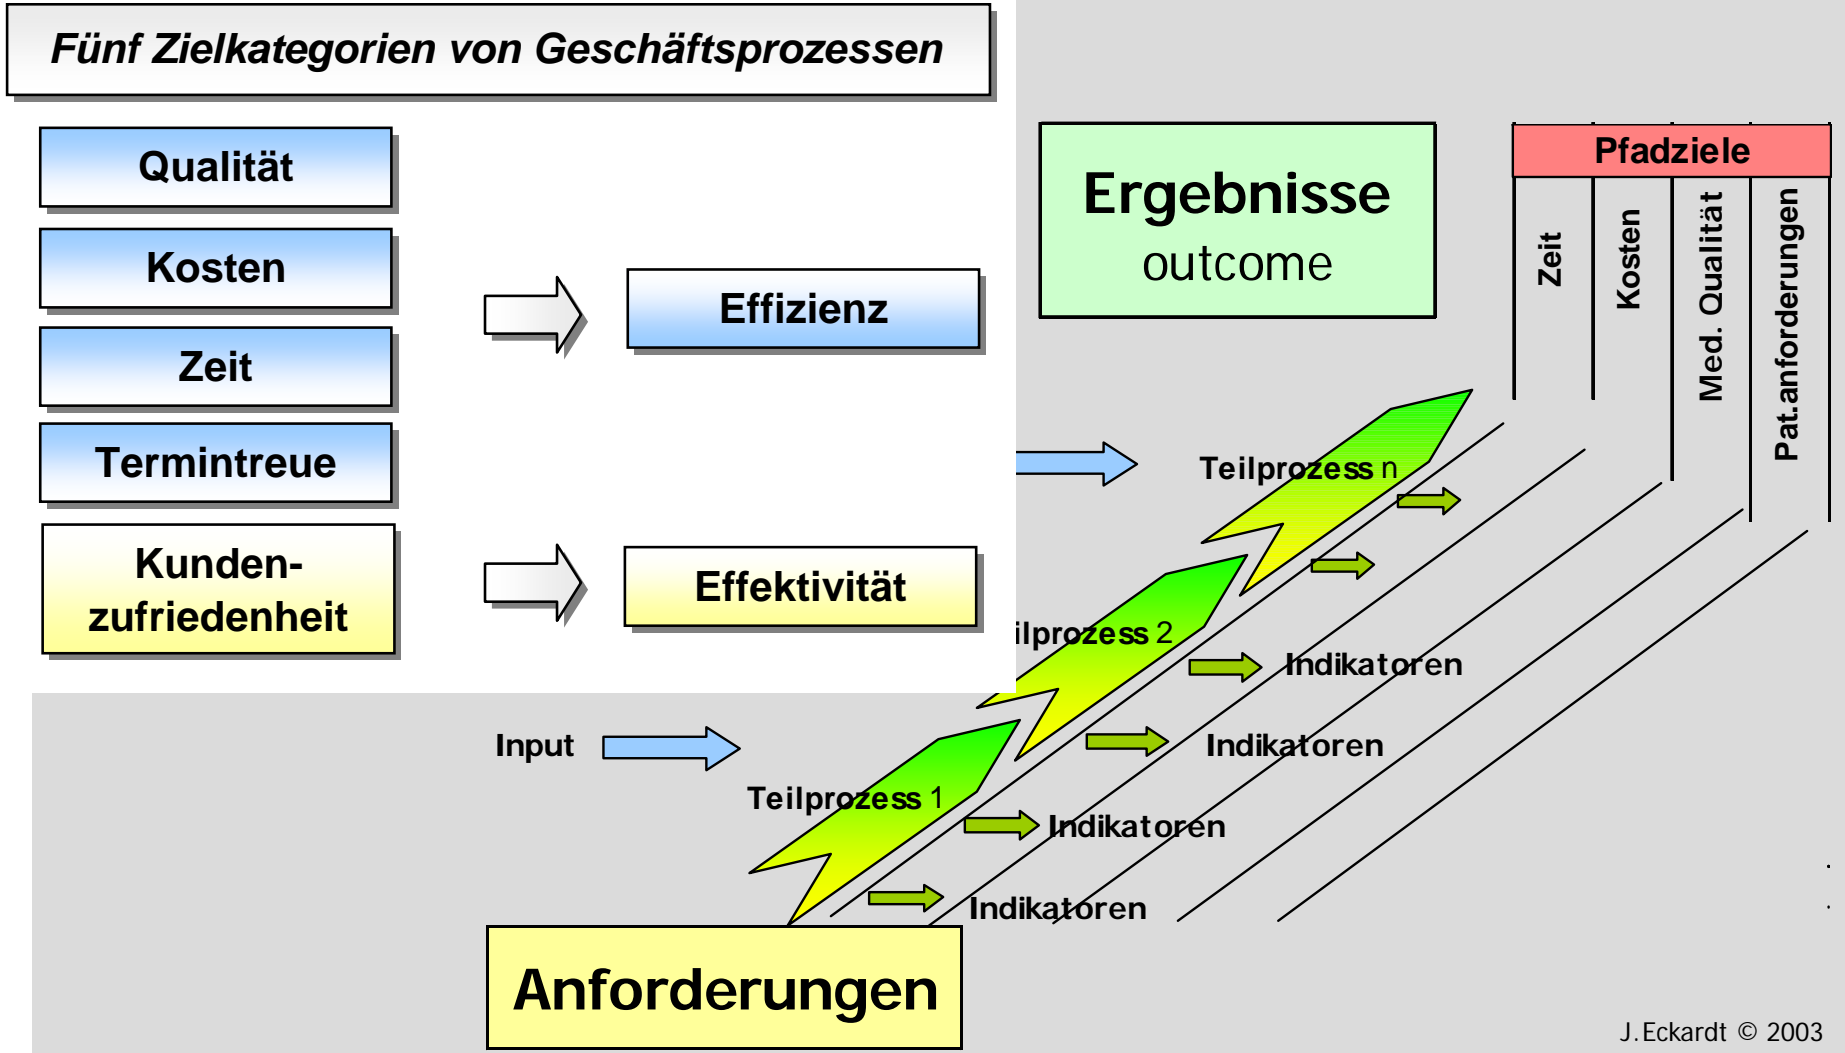 Fünf Zielkategorien von Geschäftsprozessen
Qualität
Kosten
Zeit
Termintreue
Kunden-
zufriedenheit
Effizienz
Effektivität
Ergebnisse
outcome
Pfadziele
Zeit
Kosten
Med. Qualität
Pat.anforderungen
Teilprozess n
ilprozess 2
Indikatoren
Input
Indikatoren
Teilprozess 1
Indikatoren
Indikatoren
Anforderungen
J.Eckardt © 2003